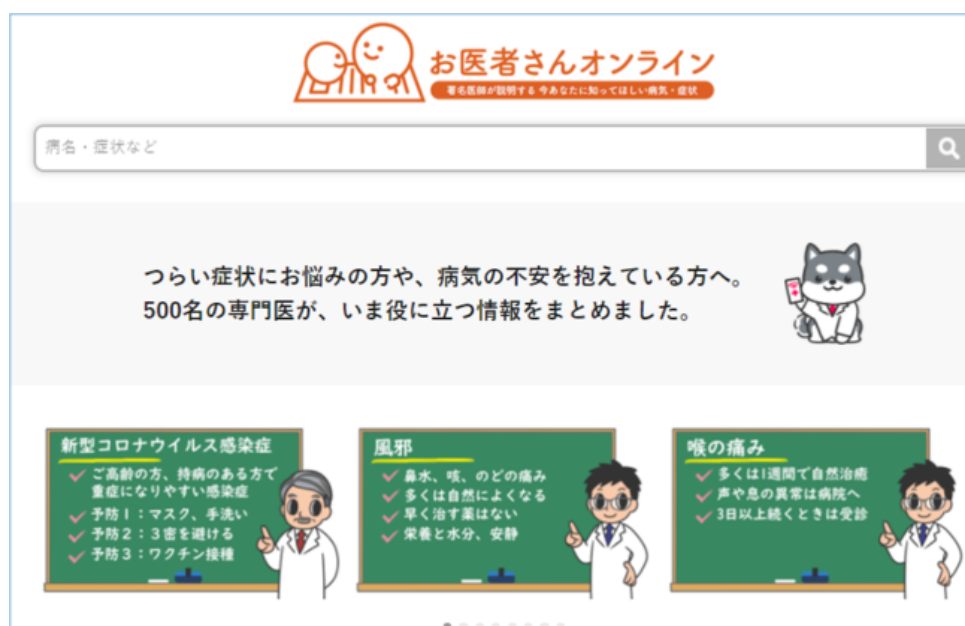 お医者さんオンライン
著名医師が説明する 今あなたに知ってほしい病気・症状
病名・症状など
つらい症状にお悩みの方や、病気の不安を抱えている方へ。
500名の専門医が、いま役に立つ情報をまとめました。
新型コロナウイルス感染症
ご高齢の方、持病のある方で
重症になりやすい感染症
予防1：マスク、手洗い
予防2：3密を避ける
予防3：ワクチン接種
風邪
鼻水、咳、のどの痛み
多くは自然によくなる
早く治す薬はない
栄養と水分、安静
喉の痛み
多くは1週間で自然治癒
声や息の異常は病院へ
3日以上続くときは受診